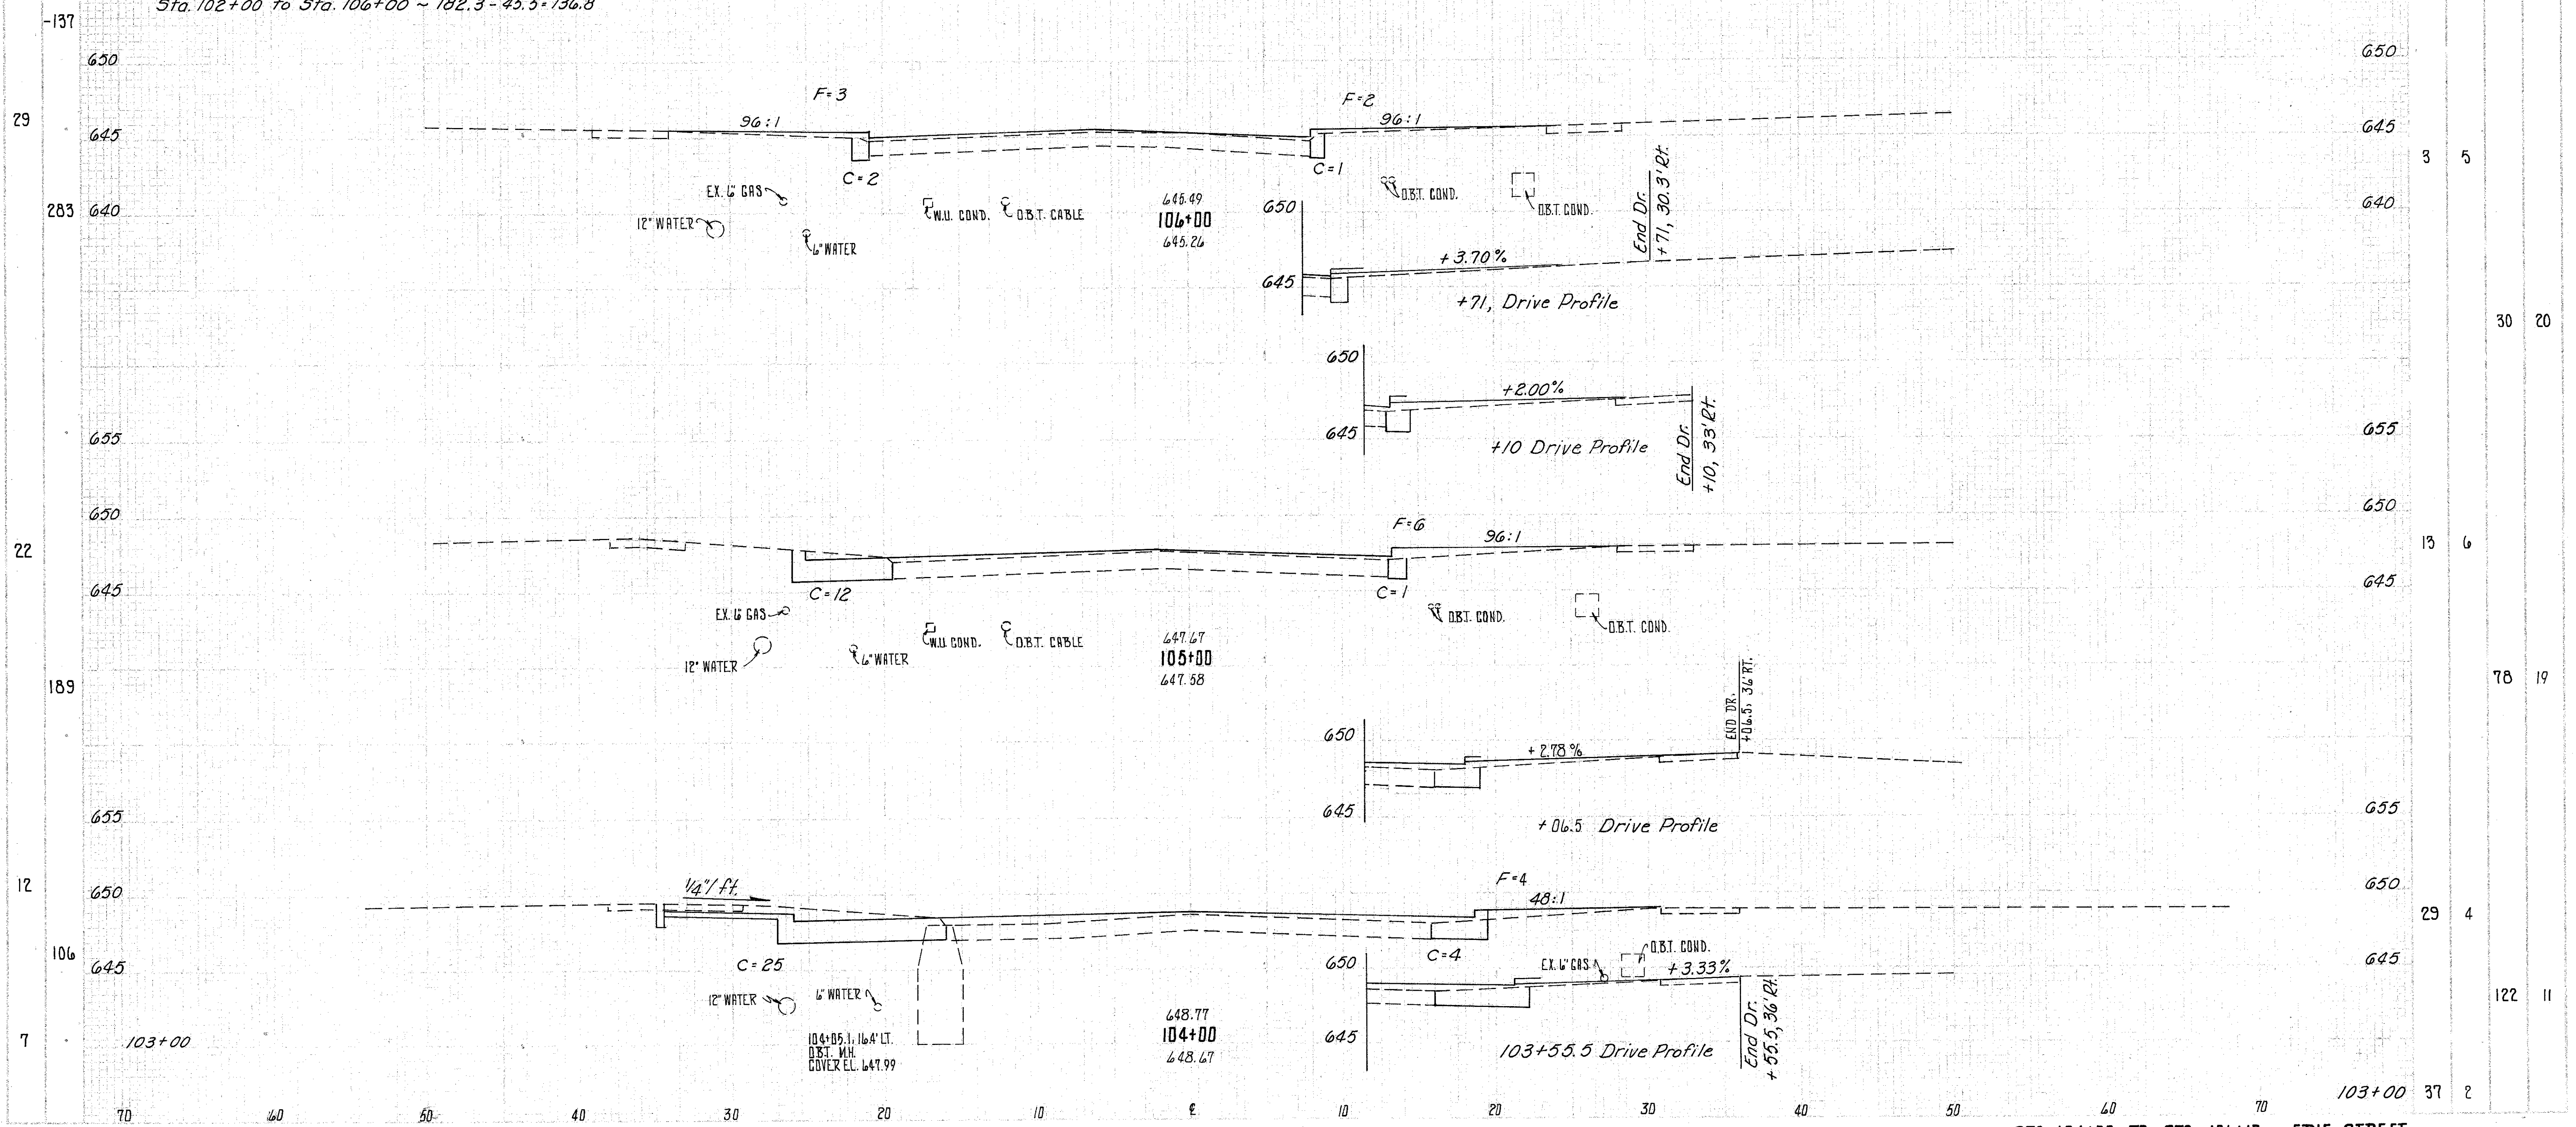 Sta. 102+00 to Sta. 106+00 ~ 182.3 - 45.5 = 136.8
-137
650
650
F=3
F=2
29
645
96:1
96:1
645
3 5
C=2
C=1
EX. 6" GAS
12" WATER
6" WATER
W.U. COND.
O.B.T. CABLE
645.49
106+00
645.26
O.B.T. COND.
O.B.T. COND.
283
640
640
650
645
+3.70%
+71, Drive Profile
End Dr.
+71, 30.3' Rt.
30 20
650
645
+2.00%
+10 Drive Profile
End Dr.
+10, 33' Rt.
655
655
650
650
F=6
96:1
22
13 6
645
645
C=12
C=1
EX. 6" GAS
12" WATER
6" WATER
W.U. COND.
O.B.T. CABLE
647.67
105+00
647.58
O.B.T. COND.
O.B.T. COND.
189
78 19
650
645
+2.78%
+06.5 Drive Profile
END DR.
+06.5, 36' RT.
655
655
12
650
650
1/4"/ft.
F=4
48:1
29 4
106
645
645
C=25
C=4
12" WATER
6" WATER
104+05.1, 16.4' LT.
O.B.T. M.H.
COVER EL. 647.99
648.77
104+00
648.67
650
645
EX. 6" GAS
O.B.T. COND.
+3.33%
103+55.5 Drive Profile
End Dr.
+55.5, 36' Rt.
122 11
7
103+00
103+00
37 2
70 60 50 40 30 20 10 ℄ 10 20 30 40 50 60 70